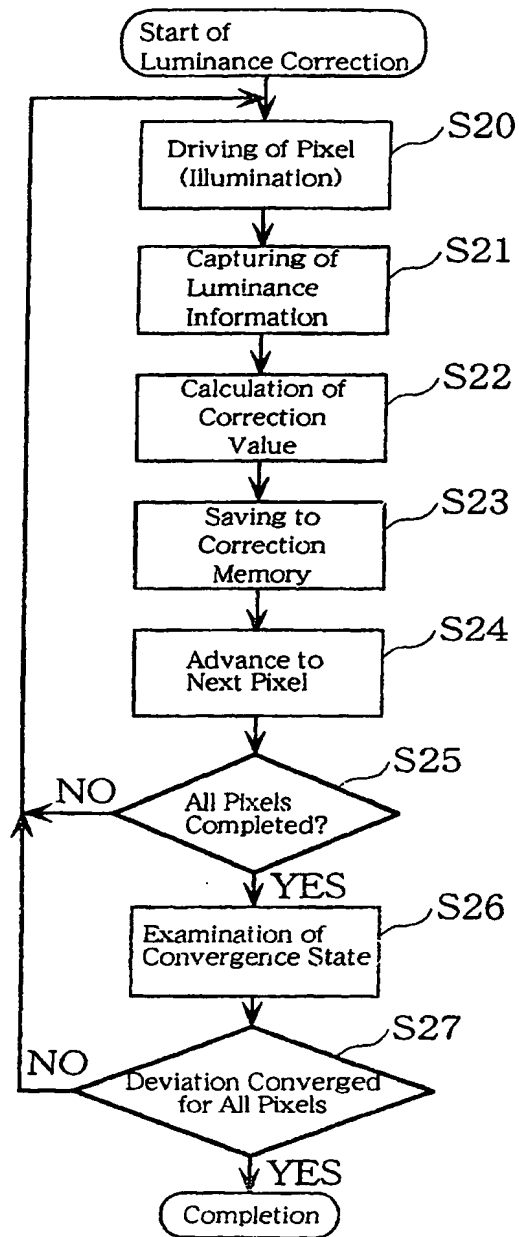 Start of
Luminance Correction
S20
Driving of Pixel
(Illumination)
S21
Capturing of
Luminance
Information
S22
Calculation of
Correction
Value
S23
Saving to
Correction
Memory
S24
Advance to
Next Pixel
S25
NO
All Pixels
Completed?
YES
S26
Examination of
Convergence State
S27
NO
Deviation Converged
for All Pixels
YES
Completion